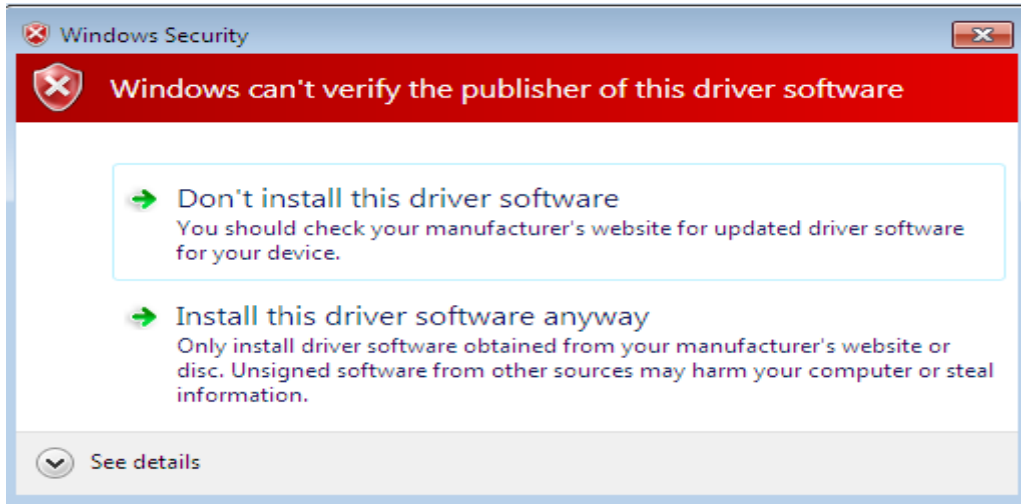 Windows Security
Windows can't verify the publisher of this driver software
Don't install this driver software
You should check your manufacturer's website for updated driver software
for your device.
Install this driver software anyway
Only install driver software obtained from your manufacturer's website or
disc. Unsigned software from other sources may harm your computer or steal
information.
See details